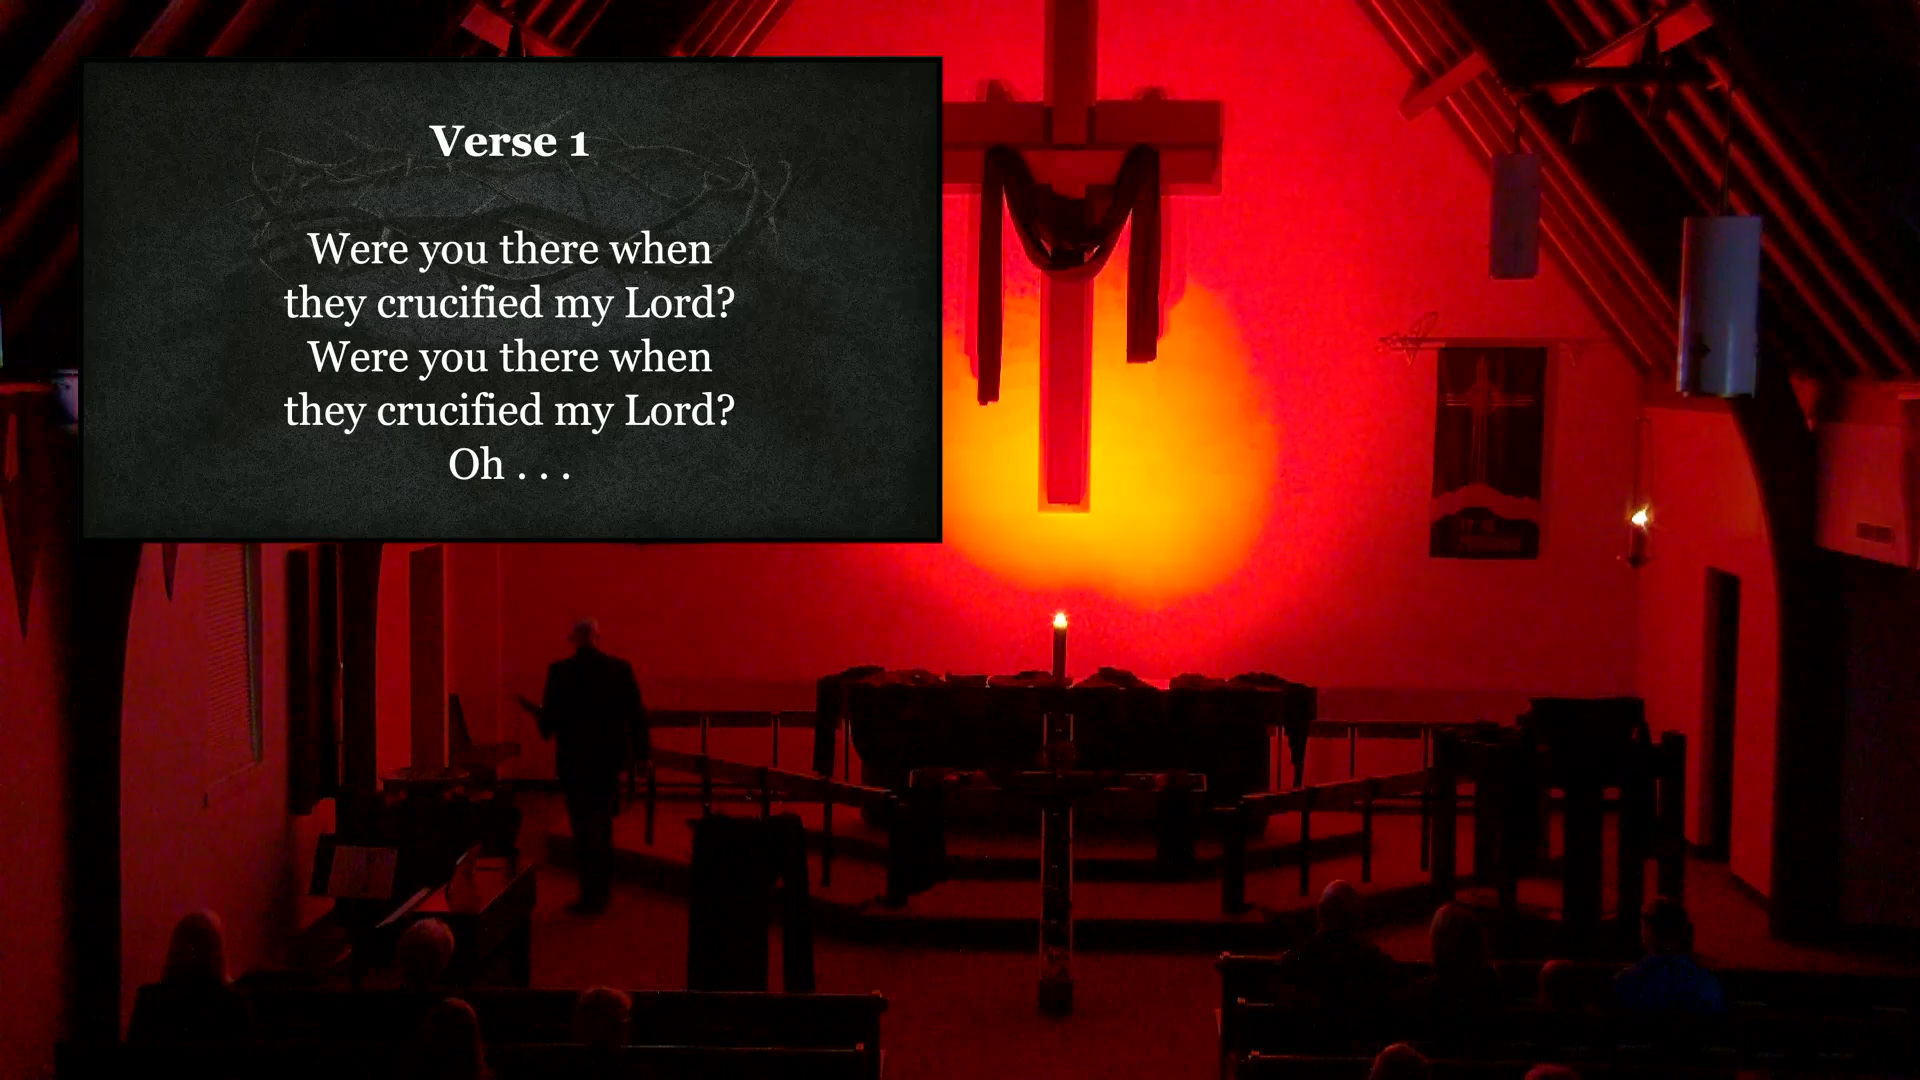 Verse 1
Were you there when
they crucified my Lord?
Were you there when
they crucified my Lord?
Oh . . .